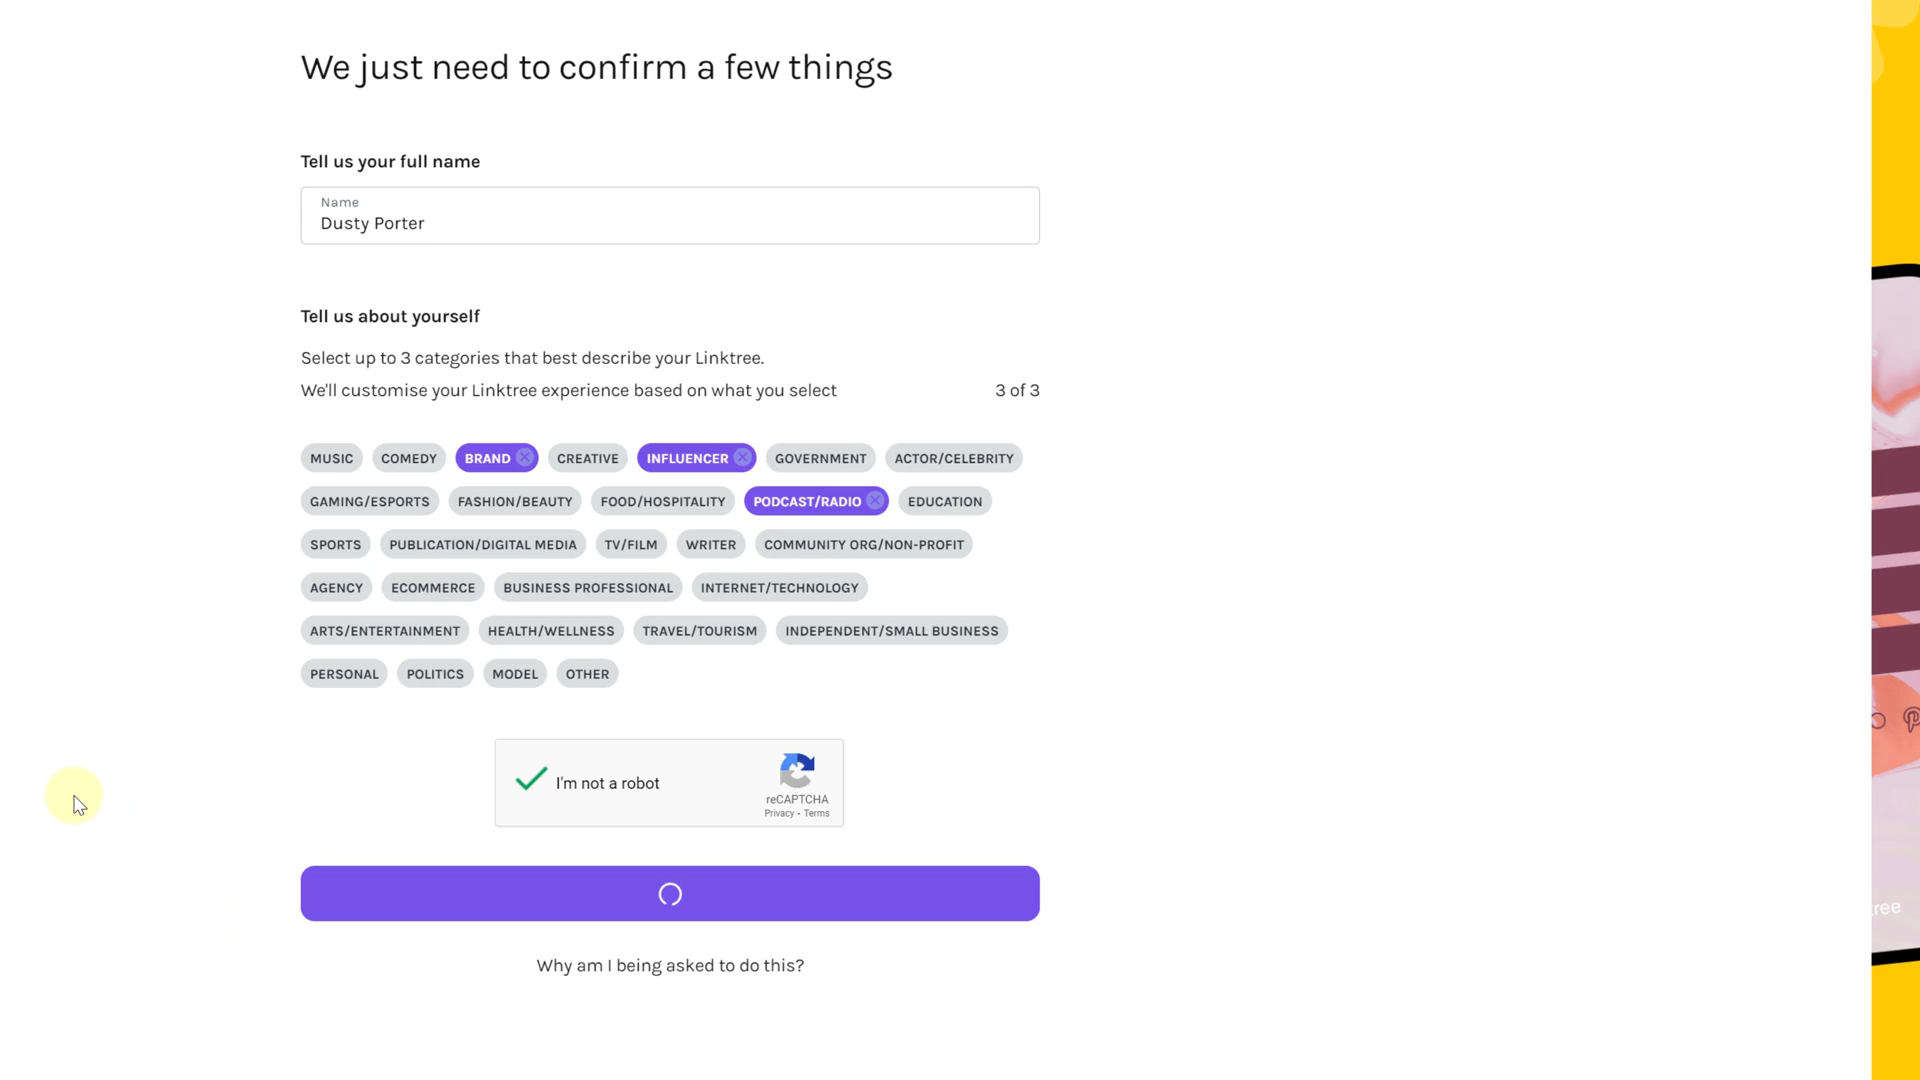 We just need to confirm a few things
Tell us your full name
Name
Dusty Porter
Tell us about yourself
Select up to 3 categories that best describe your Linktree.
We'll customise your Linktree experience based on what you select 3 of 3
MUSIC COMEDY BRAND CREATIVE INFLUENCER GOVERNMENT ACTOR/CELEBRITY
GAMING/ESPORTS FASHION/BEAUTY FOOD/HOSPITALITY PODCAST/RADIO EDUCATION
SPORTS PUBLICATION/DIGITAL MEDIA TV/FILM WRITER COMMUNITY ORG/NON-PROFIT
AGENCY ECOMMERCE BUSINESS PROFESSIONAL INTERNET/TECHNOLOGY
ARTS/ENTERTAINMENT HEALTH/WELLNESS TRAVEL/TOURISM INDEPENDENT/SMALL BUSINESS
PERSONAL POLITICS MODEL OTHER
I'm not a robot
reCAPTCHA
Privacy - Terms
ree
Why am I being asked to do this?